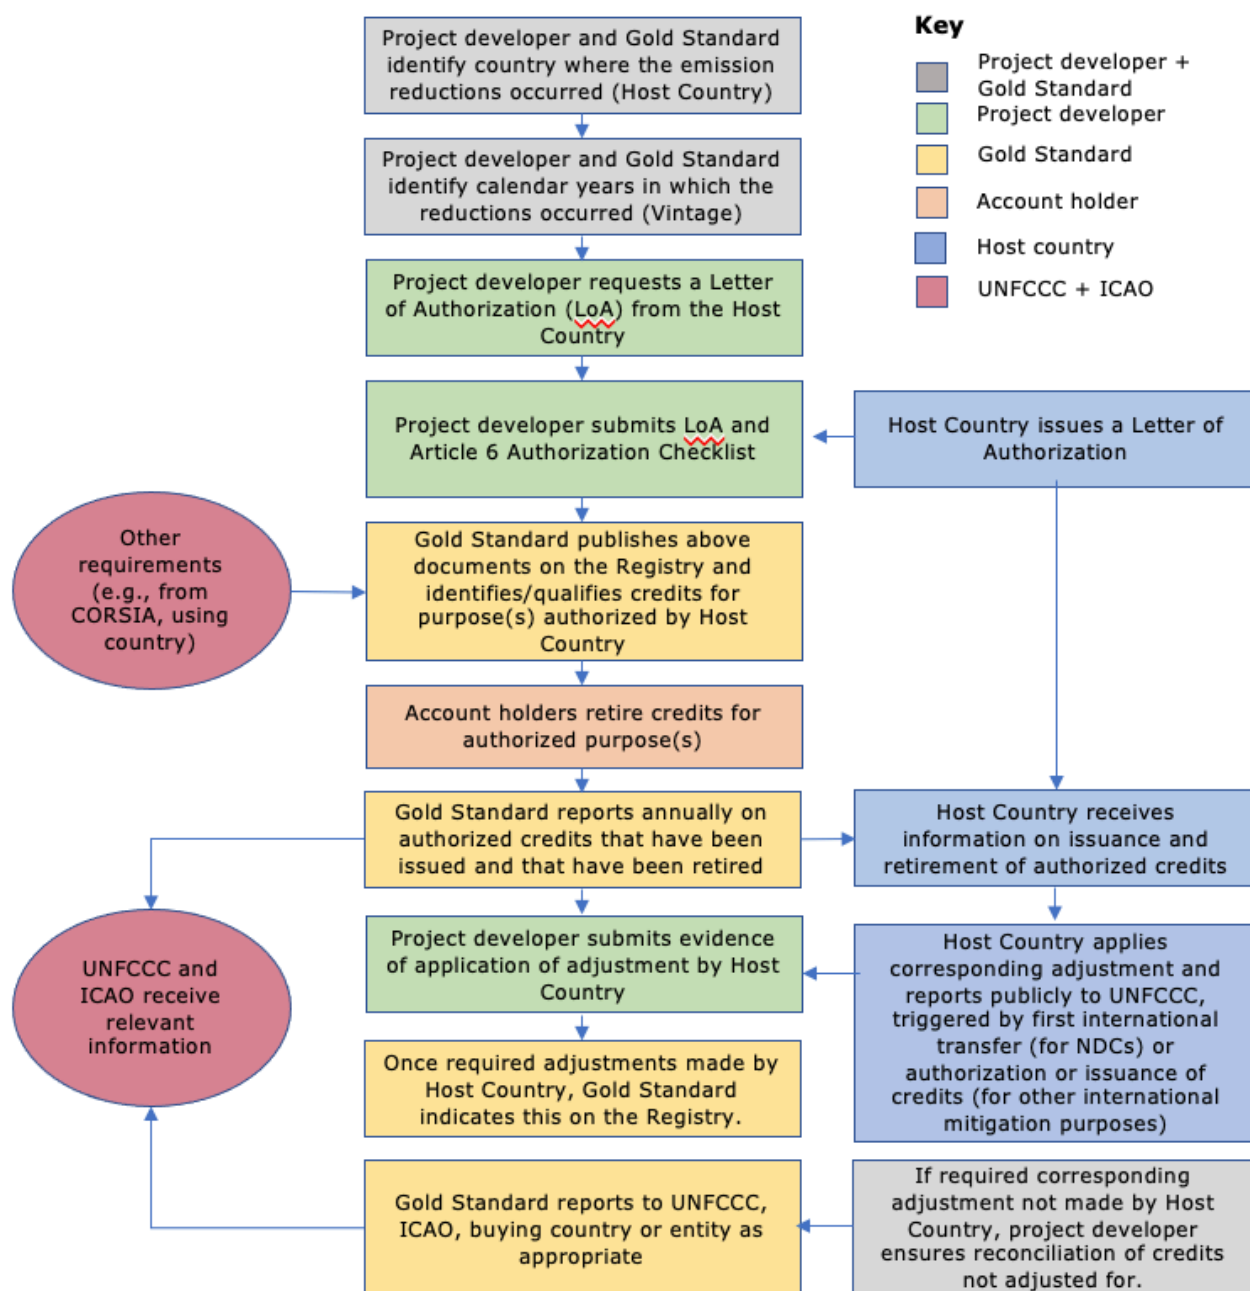 Project developer and Gold Standard
identify country where the emission
reductions occurred (Host Country)
Key
Project developer +
Gold Standard
Project developer
Gold Standard
Account holder
Host country
UNFCCC + ICAO
Project developer and Gold Standard
identify calendar years in which the
reductions occurred (Vintage)
Project developer requests a Letter
of Authorization (LoA) from the Host
Country
Project developer submits LoA and
Article 6 Authorization Checklist
Host Country issues a Letter of
Authorization
Other
requirements
(e.g., from
CORSIA, using
country)
Gold Standard publishes above
documents on the Registry and
identifies/qualifies credits for
purpose(s) authorized by Host
Country
Account holders retire credits for
authorized purpose(s)
Gold Standard reports annually on
authorized credits that have been
issued and that have been retired
Host Country receives
information on issuance and
retirement of authorized credits
UNFCCC and
ICAO receive
relevant
information
Project developer submits evidence
of application of adjustment by Host
Country
Host Country applies
corresponding adjustment and
reports publicly to UNFCCC,
triggered by first international
transfer (for NDCs) or
authorization or issuance of
credits (for other international
mitigation purposes)
Once required adjustments made by
Host Country, Gold Standard
indicates this on the Registry.
Gold Standard reports to UNFCCC,
ICAO, buying country or entity as
appropriate
If required corresponding
adjustment not made by Host
Country, project developer
ensures reconciliation of credits
not adjusted for.